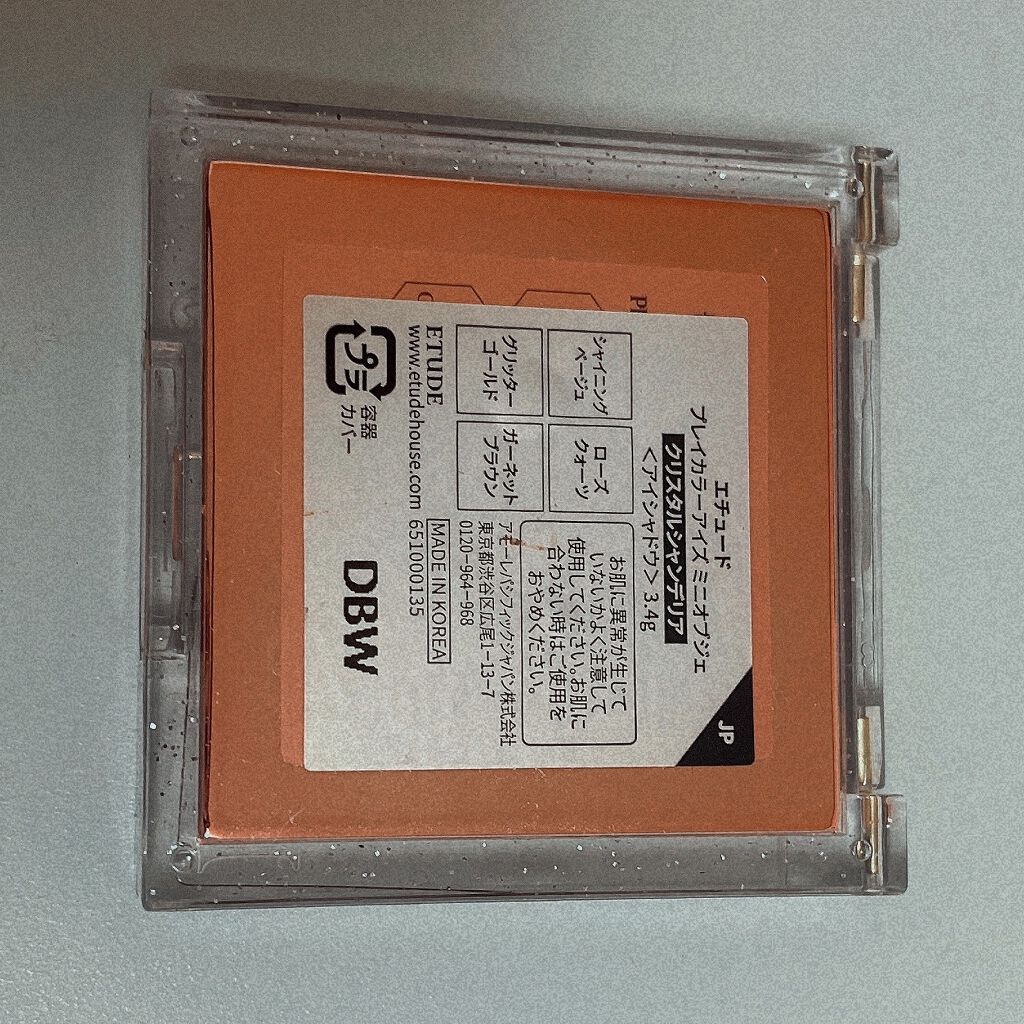 エチュード
プレイカラーアイズ ミニオブジェ
クリスタルシャンデリア
<アイシャドウ> 3.4g
JP
シャイニング
ベージュ
ローズ
クォーツ
グリッター
ゴールド
ガーネット
ブラウン
お肌に異常が生じて
いないかよく注意して
使用してください。お肌に
合わない時はご使用を
おやめください。
アモーレパシフィックジャパン株式会社
東京都渋谷区広尾1-13-7
0120-964-968
ETUDE
www.etudehouse.com
MADE IN KOREA
651000135
プラ
容器
カバー
DBW